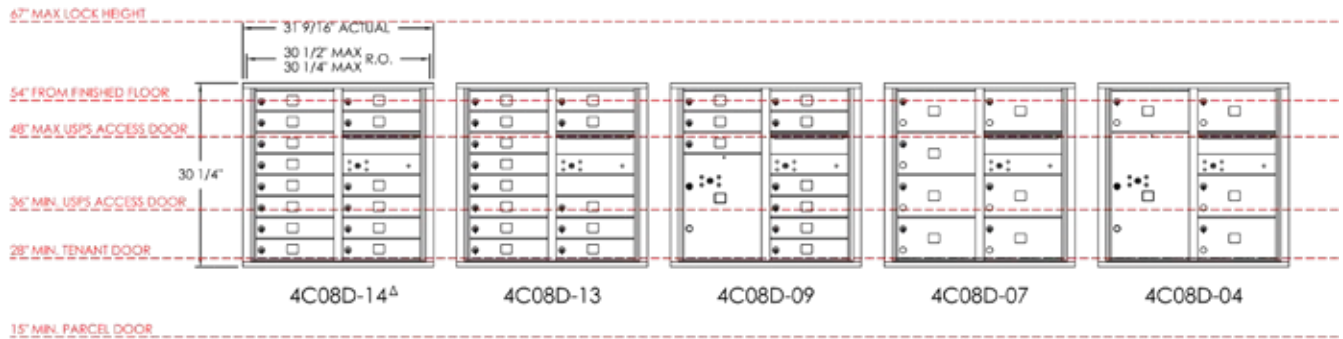 67" MAX LOCK HEIGHT
31 9/16" ACTUAL
30 1/2" MAX R.O.
30 1/4" MAX
54" FROM FINISHED FLOOR
48" MAX USPS ACCESS DOOR
30 1/4"
36" MIN. USPS ACCESS DOOR
28" MIN. TENANT DOOR
4C08D-14Δ 4C08D-13 4C08D-09 4C08D-07 4C08D-04
15" MIN. PARCEL DOOR